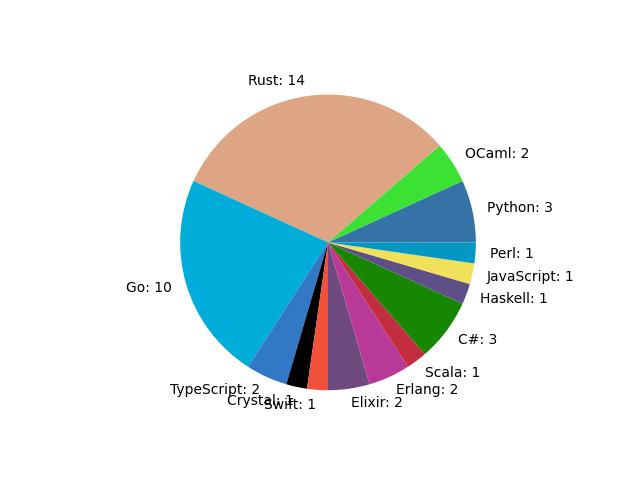 Rust: 14
OCaml: 2
Python: 3
Perl: 1
JavaScript: 1
Haskell: 1
Go: 10
C#: 3
Scala: 1
TypeScript: 2
Erlang: 2
Crystal: 1
Swift: 1
Elixir: 2